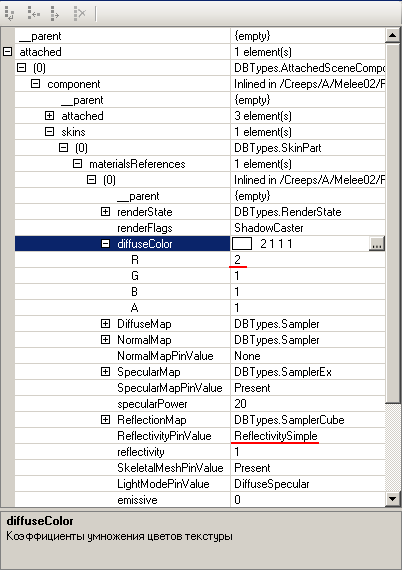 __parent {empty}
attached 1 element(s)
(0) DBTypes.AttachedSceneCompo
component Inlined in /Creeps/A/Melee02/F
__parent {empty}
attached 3 element(s)
skins 1 element(s)
(0) DBTypes.SkinPart
materialsReferences 1 element(s)
(0) Inlined in /Creeps/A/Melee02/F
__parent {empty}
renderState DBTypes.RenderState
renderFlags ShadowCaster
diffuseColor 2 1 1 1 ...
R 2
G 1
B 1
A 1
DiffuseMap DBTypes.Sampler
NormalMap DBTypes.Sampler
NormalMapPinValue None
SpecularMap DBTypes.SamplerEx
SpecularMapPinValue Present
specularPower 20
ReflectionMap DBTypes.SamplerCube
ReflectivityPinValue ReflectivitySimple
reflectivity 1
SkeletalMeshPinValue Present
LightModePinValue DiffuseSpecular
emissive 0
diffuseColor
Коэффициенты умножения цветов текстуры